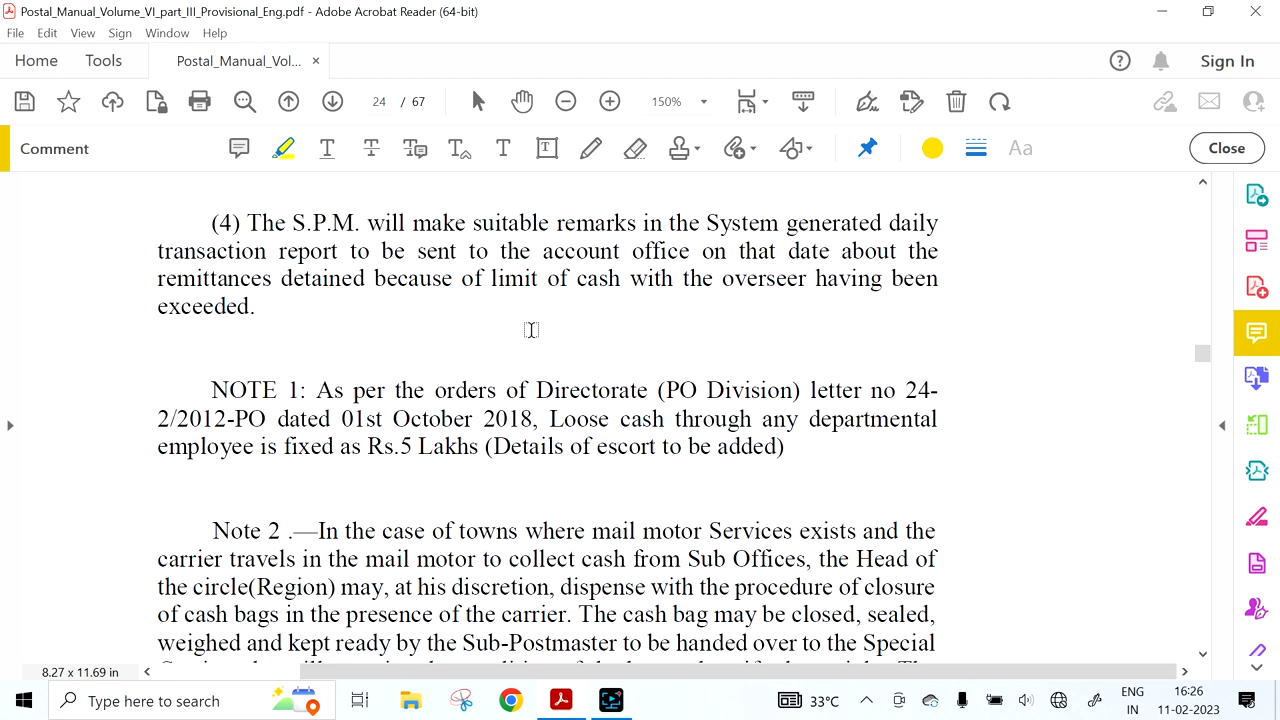 Postal_Manual_Volume_VI_part_III_Provisional_Eng.pdf - Adobe Acrobat Reader (64-bit)
File Edit View Sign Window Help
Home Tools Postal_Manual_Vol... × Sign In
24 / 67 150%
Comment Aa Close
(4) The S.P.M. will make suitable remarks in the System generated daily
transaction report to be sent to the account office on that date about the
remittances detained because of limit of cash with the overseer having been
exceeded.
NOTE 1: As per the orders of Directorate (PO Division) letter no 24-
2/2012-PO dated 01st October 2018, Loose cash through any departmental
employee is fixed as Rs.5 Lakhs (Details of escort to be added)
Note 2 .—In the case of towns where mail motor Services exists and the
carrier travels in the mail motor to collect cash from Sub Offices, the Head of
the circle(Region) may, at his discretion, dispense with the procedure of closure
of cash bags in the presence of the carrier. The cash bag may be closed, sealed,
weighed and kept ready by the Sub-Postmaster to be handed over to the Special
8.27 x 11.69 in
Type here to search 33°C ENG 16:26
IN 11-02-2023